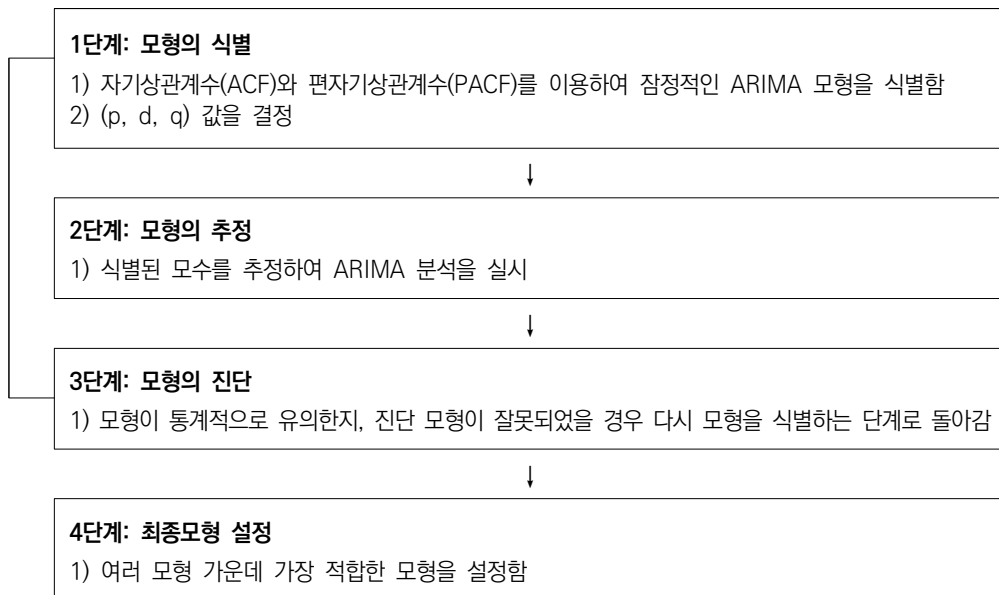 1단계: 모형의 식별
1) 자기상관계수(ACF)와 편자기상관계수(PACF)를 이용하여 잠정적인 ARIMA 모형을 식별함
2) (p, d, q) 값을 결정
↓
2단계: 모형의 추정
1) 식별된 모수를 추정하여 ARIMA 분석을 실시
↓
3단계: 모형의 진단
1) 모형이 통계적으로 유의한지, 진단 모형이 잘못되었을 경우 다시 모형을 식별하는 단계로 돌아감
↓
4단계: 최종모형 설정
1) 여러 모형 가운데 가장 적합한 모형을 설정함